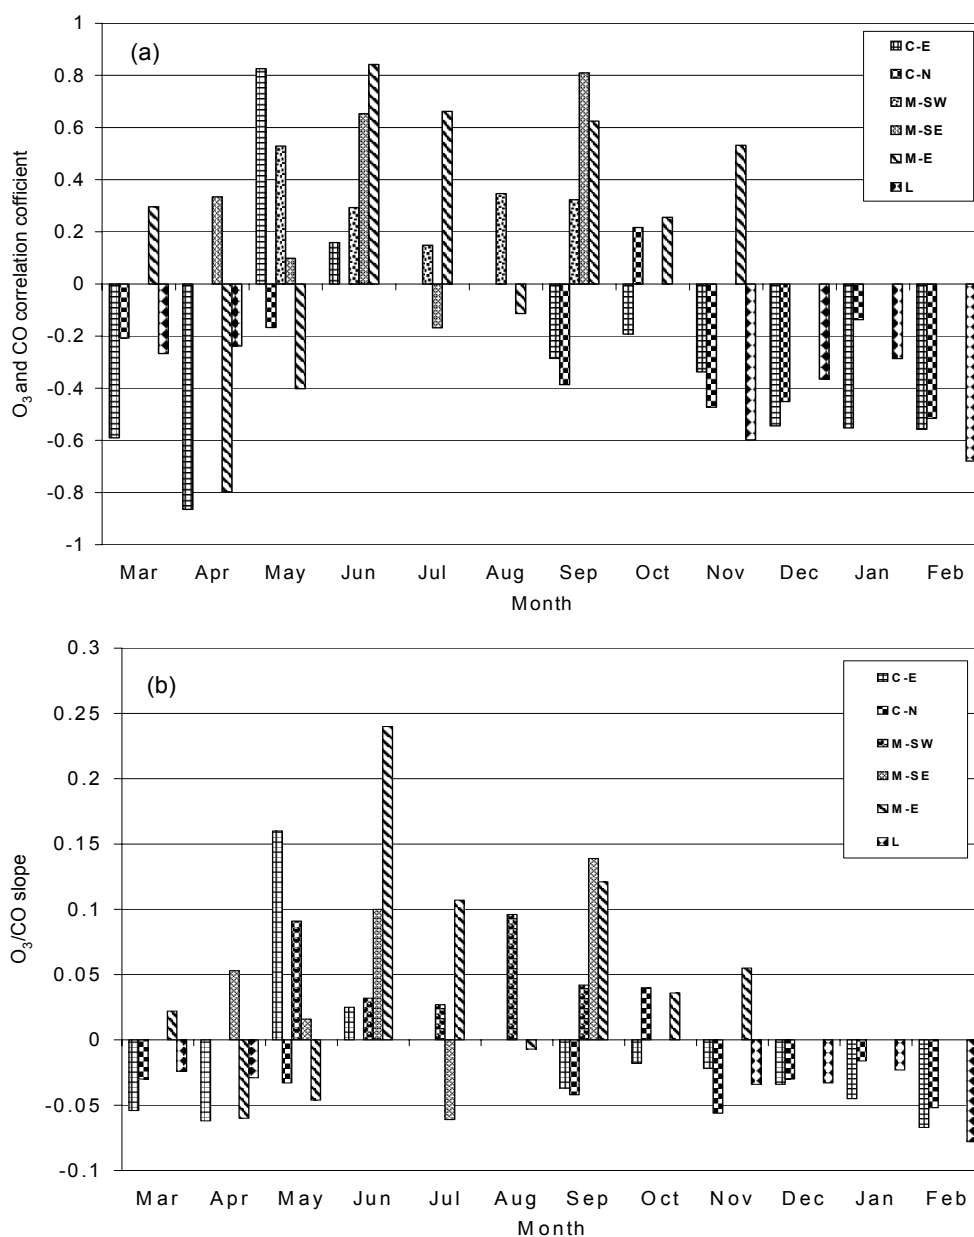 (a)
1
0.8
0.6
0.4
0.2
0
-0.2
-0.4
-0.6
-0.8
-1
O3 and CO correlation cofficient
C-E
C-N
M-SW
M-SE
M-E
L
Mar Apr May Jun Jul Aug Sep Oct Nov Dec Jan Feb
Month
(b)
0.3
0.25
0.2
0.15
0.1
0.05
0
-0.05
-0.1
O3/CO slope
C-E
C-N
M-SW
M-SE
M-E
L
Mar Apr May Jun Jul Aug Sep Oct Nov Dec Jan Feb
Month